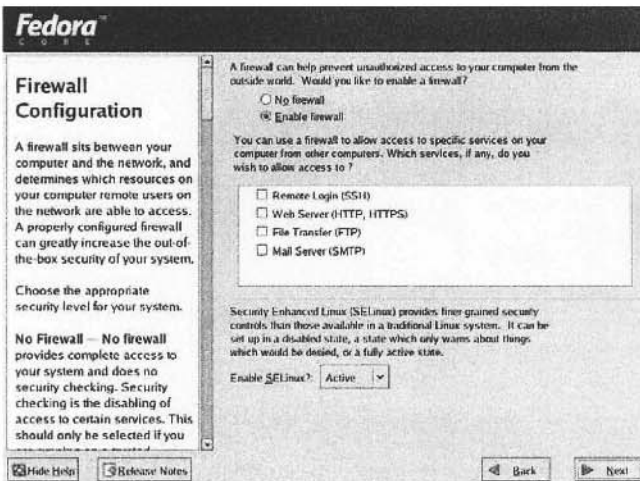 Fedora™
CORE
Firewall
Configuration
A firewall sits between your
computer and the network, and
determines which resources on
your computer remote users on
the network are able to access.
A properly configured firewall
can greatly increase the out-of-
the-box security of your system.
Choose the appropriate
security level for your system.
No Firewall — No firewall
provides complete access to
your system and does no
security checking. Security
checking is the disabling of
access to certain services. This
should only be selected if you
A firewall can help prevent unauthorized access to your computer from the
outside world. Would you like to enable a firewall?
No firewall
Enable firewall
You can use a firewall to allow access to specific services on your
computer from other computers. Which services, if any, do you
wish to allow access to ?
Remote Login (SSH)
Web Server (HTTP, HTTPS)
File Transfer (FTP)
Mail Server (SMTP)
Security Enhanced Linux (SELinux) provides finer-grained security
controls than those available in a traditional Linux system. It can be
set up in a disabled state, a state which only warns about things
which would be denied, or a fully active state.
Enable SELinux?: Active
Hide Help
Release Notes
Back
Next